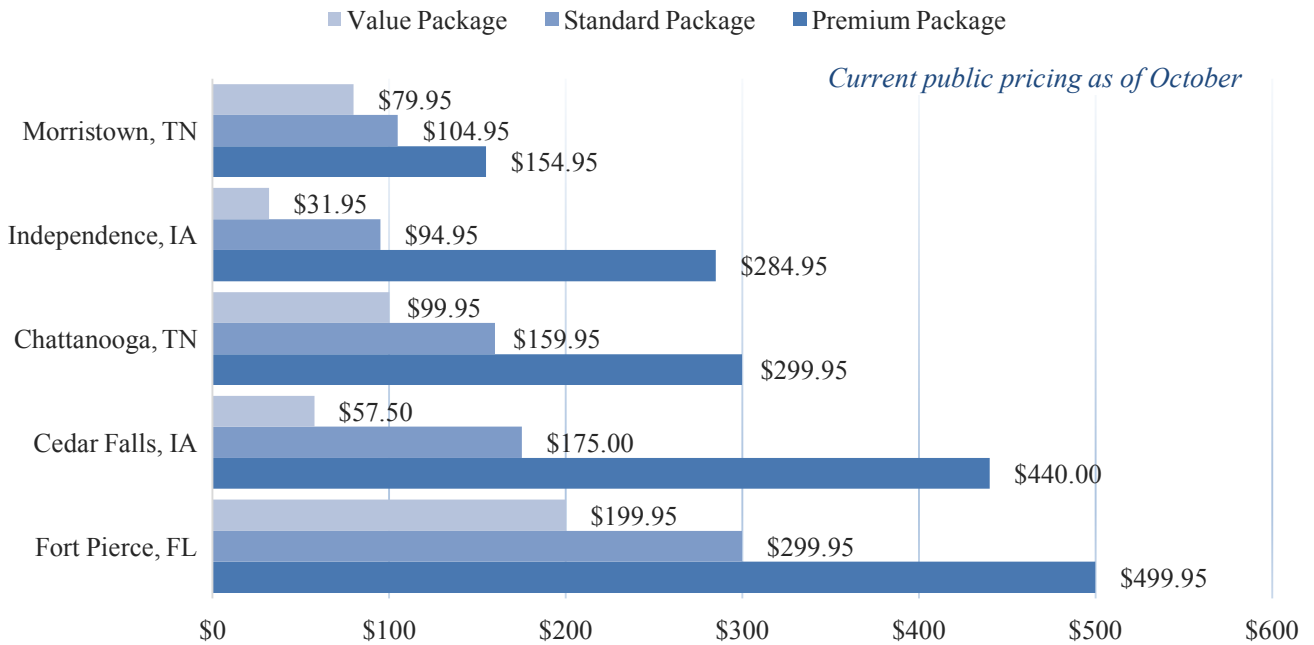 Value Package Standard Package Premium Package
Current public pricing as of October
Morristown, TN
$79.95
$104.95
$154.95
Independence, IA
$31.95
$94.95
$284.95
Chattanooga, TN
$99.95
$159.95
$299.95
Cedar Falls, IA
$57.50
$175.00
$440.00
Fort Pierce, FL
$199.95
$299.95
$499.95
$0 $100 $200 $300 $400 $500 $600